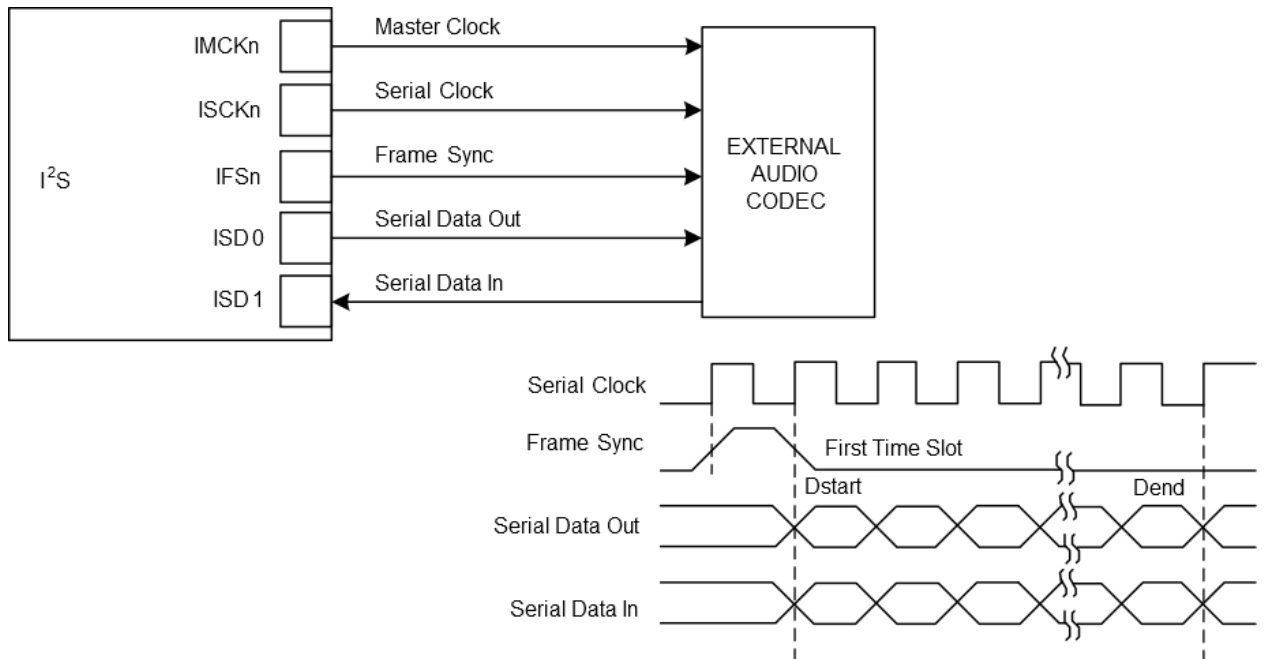 IMCKn
Master Clock
ISCKn
Serial Clock
I²S
IFSn
Frame Sync
EXTERNAL
AUDIO
CODEC
ISD0
Serial Data Out
ISD1
Serial Data In
Serial Clock
Frame Sync
First Time Slot
Dstart
Dend
Serial Data Out
Serial Data In